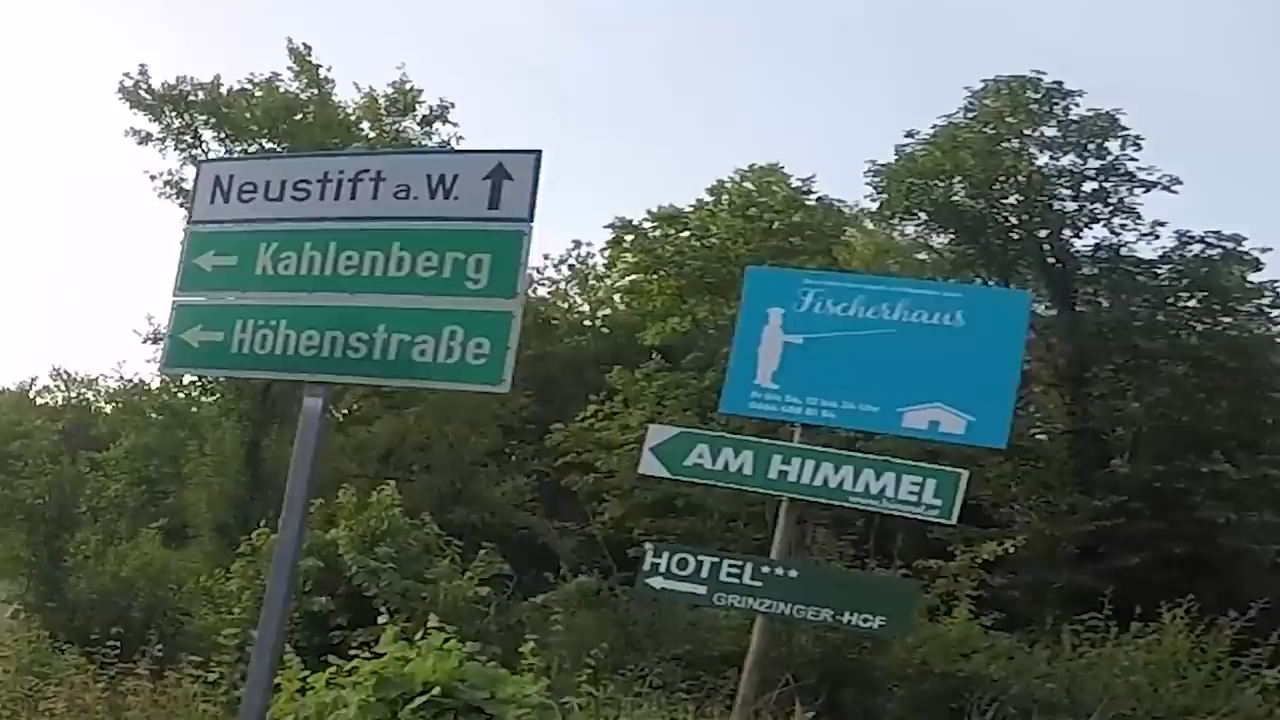 Neustift a. W.
Kahlenberg
Höhenstraße
Fischerhaus
AM HIMMEL
HOTEL***
GRINZINGER-HOF